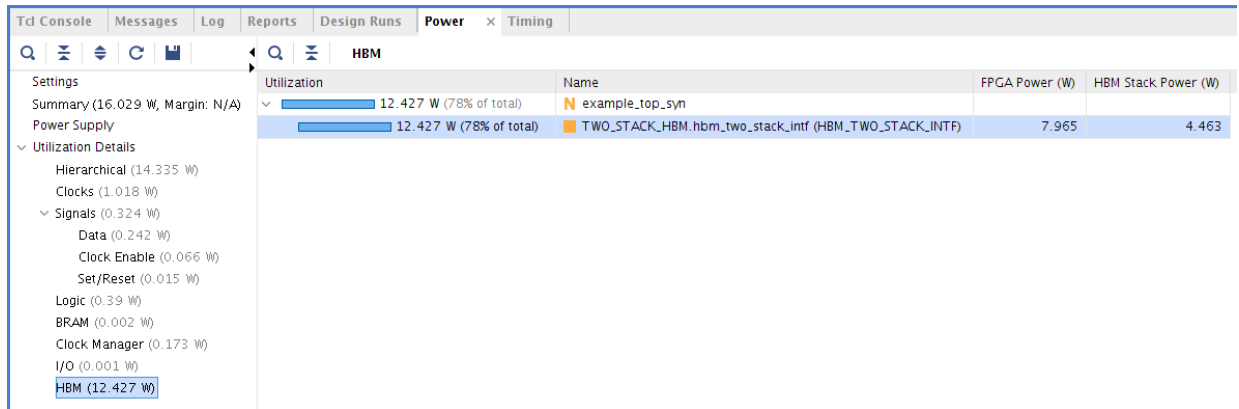 Tcl Console Messages Log Reports Design Runs Power × Timing
HBM
Settings
Summary (16.029 W, Margin: N/A)
Power Supply
Utilization Details
Hierarchical (14.335 W)
Clocks (1.018 W)
Signals (0.324 W)
Data (0.242 W)
Clock Enable (0.066 W)
Set/Reset (0.015 W)
Logic (0.39 W)
BRAM (0.002 W)
Clock Manager (0.173 W)
I/O (0.001 W)
HBM (12.427 W)
Utilization Name FPGA Power (W) HBM Stack Power (W)
12.427 W (78% of total) N example_top_syn
12.427 W (78% of total) TWO_STACK_HBM.hbm_two_stack_intf (HBM_TWO_STACK_INTF) 7.965 4.463